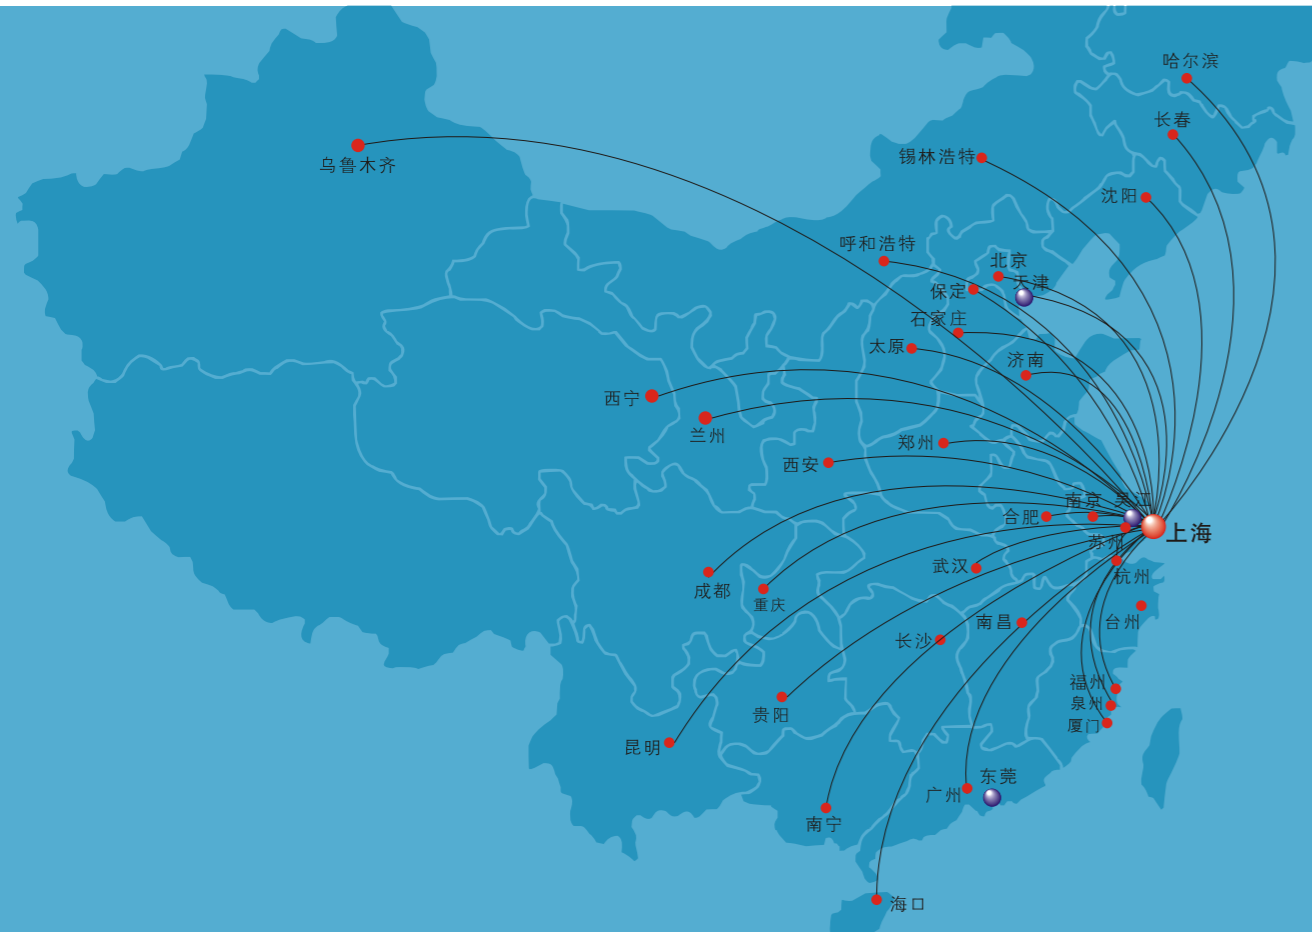 哈尔滨
长春
锡林浩特
乌鲁木齐
沈阳
呼和浩特
北京
天津
保定
石家庄
太原
济南
西宁
兰州
郑州
西安
南京
吴江
合肥
上海
苏州
武汉
杭州
成都
重庆
台州
南昌
长沙
福州
泉州
贵阳
厦门
昆明
东莞
广州
南宁
海口